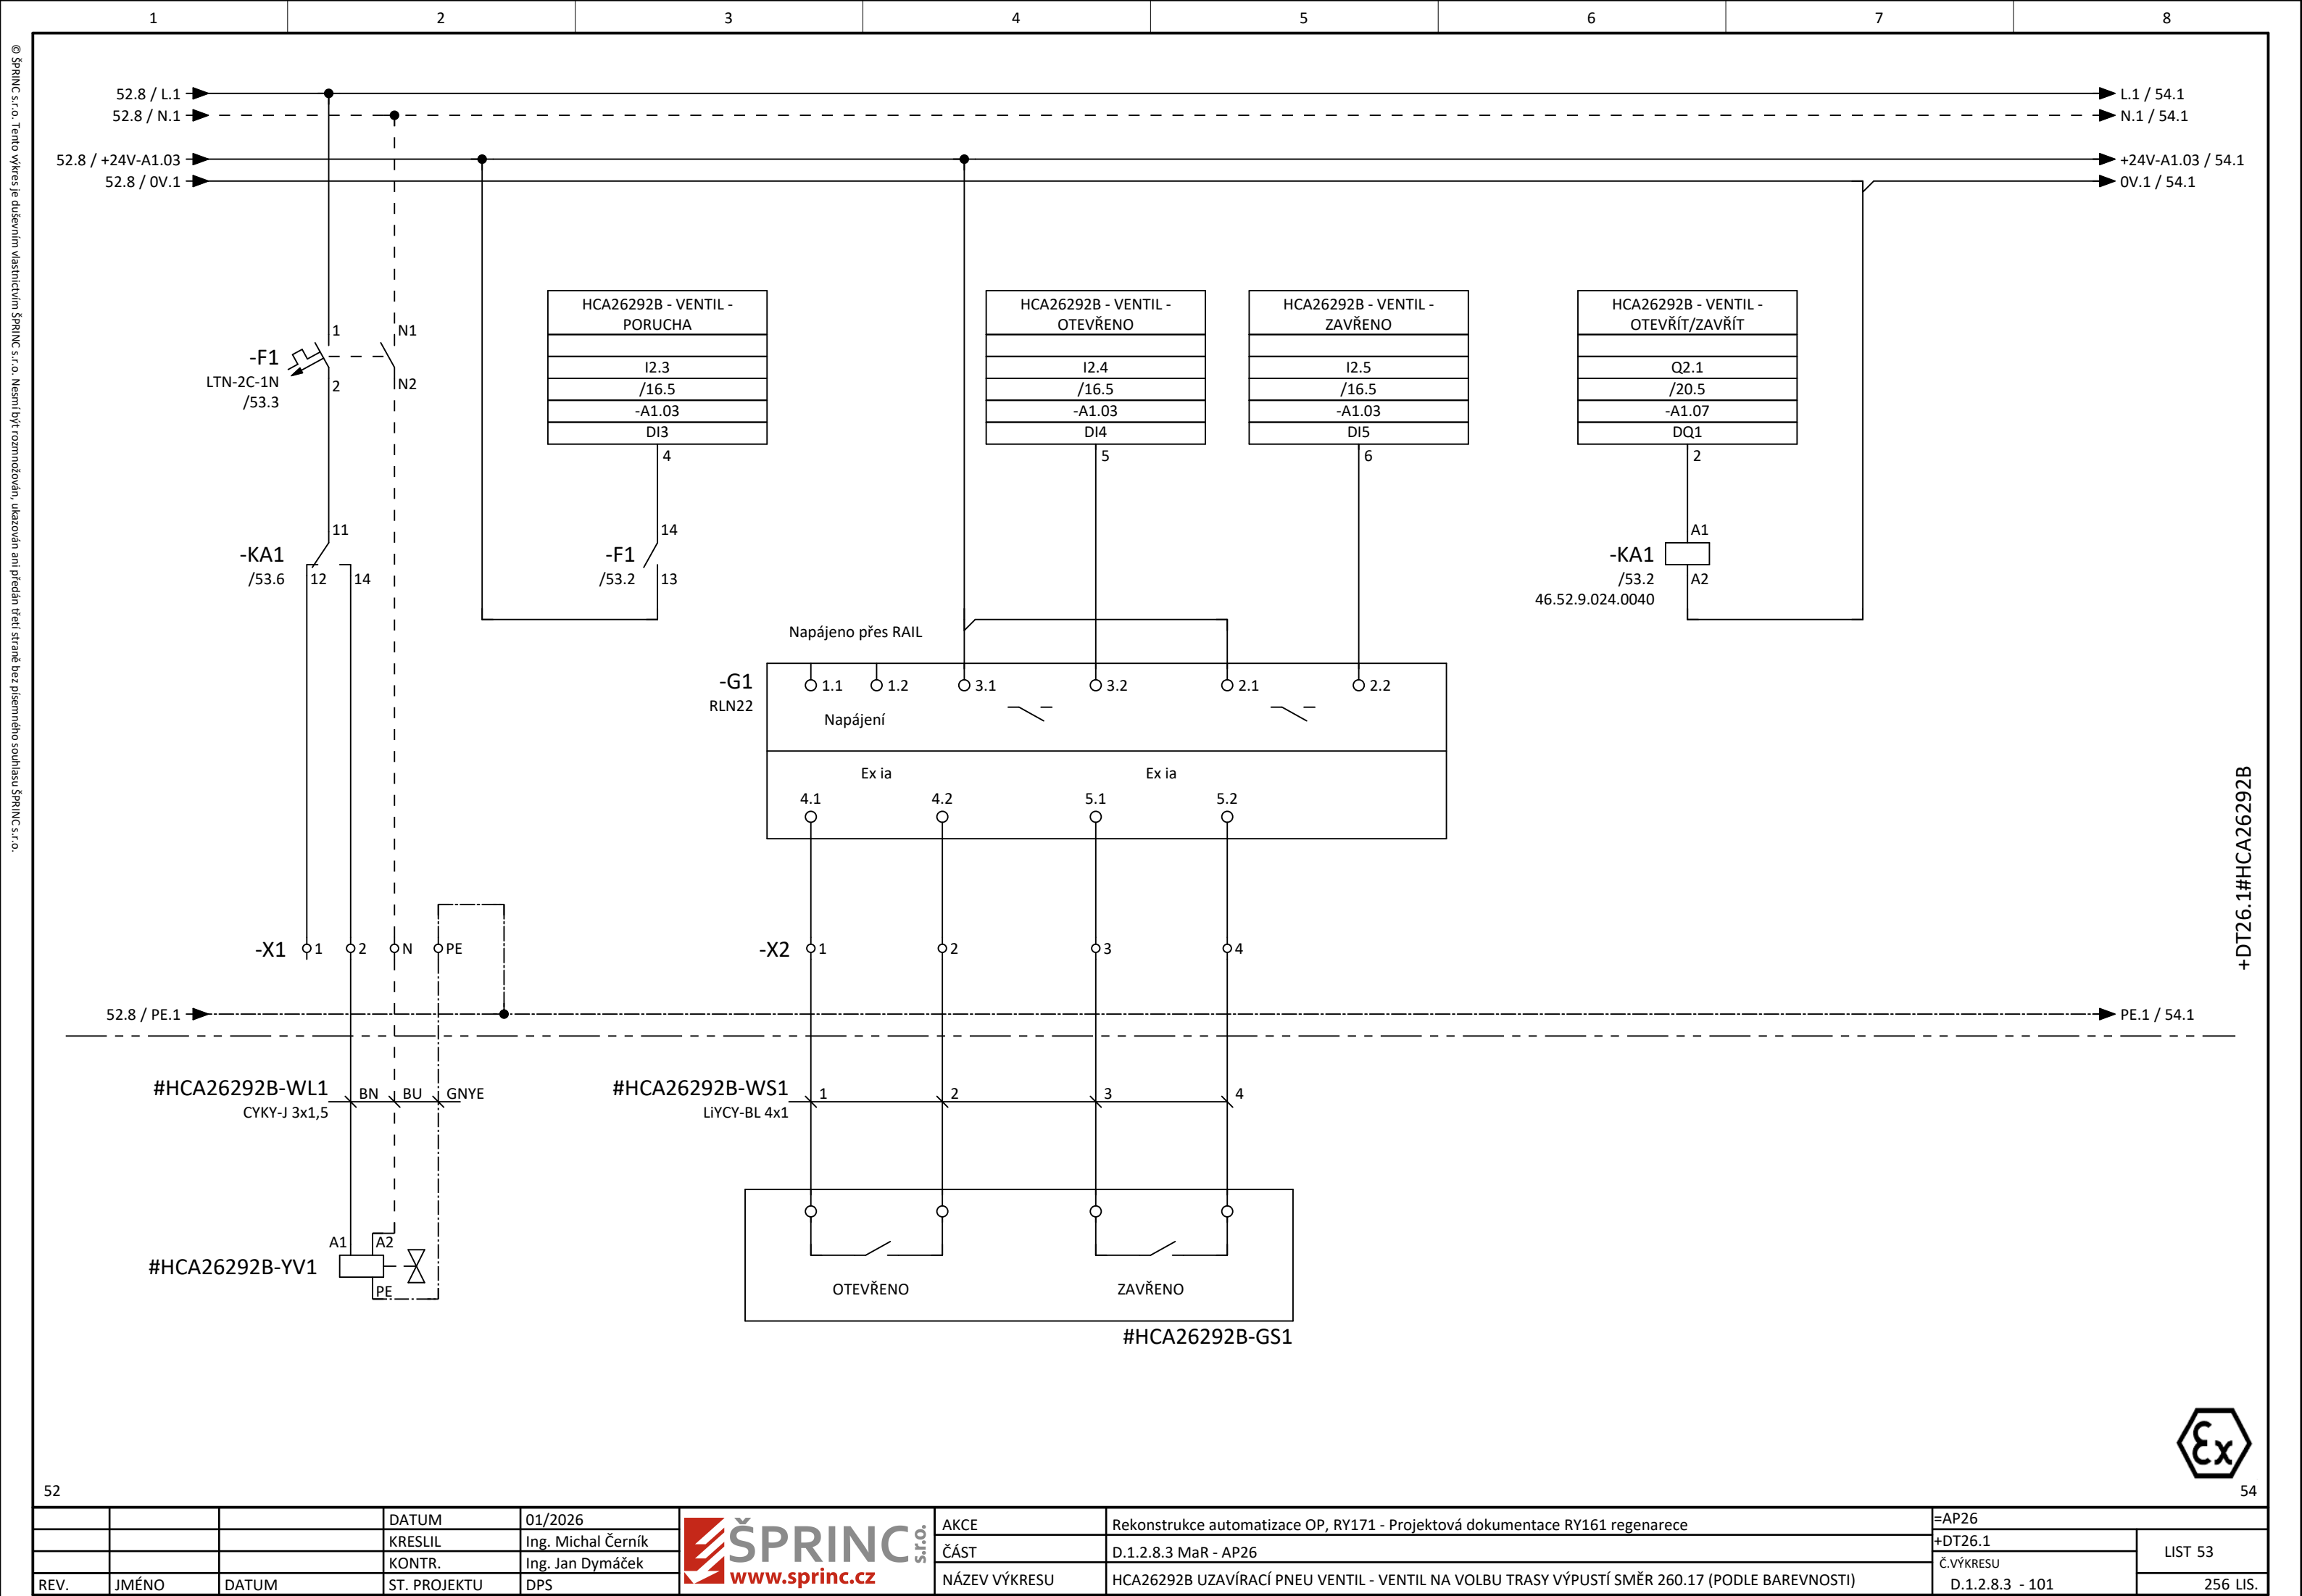 1 2 3 4 5 6 7 8
© ŠPRINC s.r.o. Tento výkres je duševním vlastnictvím ŠPRINC s.r.o. Nesmí být rozmnožován, ukazován ani předán třetí straně bez písemného souhlasu ŠPRINC s.r.o.
52.8 / L.1
L.1 / 54.1
52.8 / N.1
N.1 / 54.1
52.8 / +24V-A1.03
+24V-A1.03 / 54.1
52.8 / 0V.1
0V.1 / 54.1
HCA26292B - VENTIL -
PORUCHA
I2.3
/16.5
-A1.03
DI3
4
HCA26292B - VENTIL -
OTEVŘENO
I2.4
/16.5
-A1.03
DI4
5
HCA26292B - VENTIL -
ZAVŘENO
I2.5
/16.5
-A1.03
DI5
6
HCA26292B - VENTIL -
OTEVŘÍT/ZAVŘÍT
Q2.1
/20.5
-A1.07
DQ1
2
1
N1
-F1
LTN-2C-1N
/53.3
2
N2
11
-KA1
/53.6
12
14
14
-F1
/53.2
13
A1
-KA1
/53.2
A2
46.52.9.024.0040
Napájeno přes RAIL
-G1
RLN22
1.1
1.2
3.1
3.2
2.1
2.2
Napájení
Ex ia
Ex ia
4.1
4.2
5.1
5.2
+DT26.1#HCA26292B
-X1
1
2
N
PE
-X2
1
2
3
4
52.8 / PE.1
PE.1 / 54.1
#HCA26292B-WL1
CYKY-J 3x1,5
BN
BU
GNYE
#HCA26292B-WS1
LiYCY-BL 4x1
1
2
3
4
A1
A2
#HCA26292B-YV1
PE
OTEVŘENO
ZAVŘENO
#HCA26292B-GS1
Ex
52
54
DATUM 01/2026
KRESLIL Ing. Michal Černík
KONTR. Ing. Jan Dymáček
REV. JMÉNO DATUM ST. PROJEKTU DPS
ŠPRINC s.r.o.
www.sprinc.cz
AKCE Rekonstrukce automatizace OP, RY171 - Projektová dokumentace RY161 regenarece
ČÁST D.1.2.8.3 MaR - AP26
NÁZEV VÝKRESU HCA26292B UZAVÍRACÍ PNEU VENTIL - VENTIL NA VOLBU TRASY VÝPUSTÍ SMĚR 260.17 (PODLE BAREVNOSTI)
=AP26
+DT26.1
Č.VÝKRESU
D.1.2.8.3 - 101
LIST 53
256 LIS.